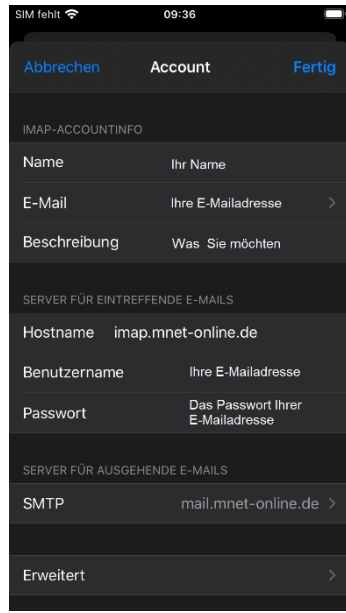 SIM fehlt 09:36
Abbrechen Account Fertig
IMAP-ACCOUNTINFO
Name Ihr Name
E-Mail Ihre E-Mailadresse
Beschreibung Was Sie möchten
SERVER FÜR EINTREFFENDE E-MAILS
Hostname imap.mnet-online.de
Benutzername Ihre E-Mailadresse
Passwort Das Passwort Ihrer
E-Mailadresse
SERVER FÜR AUSGEHENDE E-MAILS
SMTP mail.mnet-online.de
Erweitert